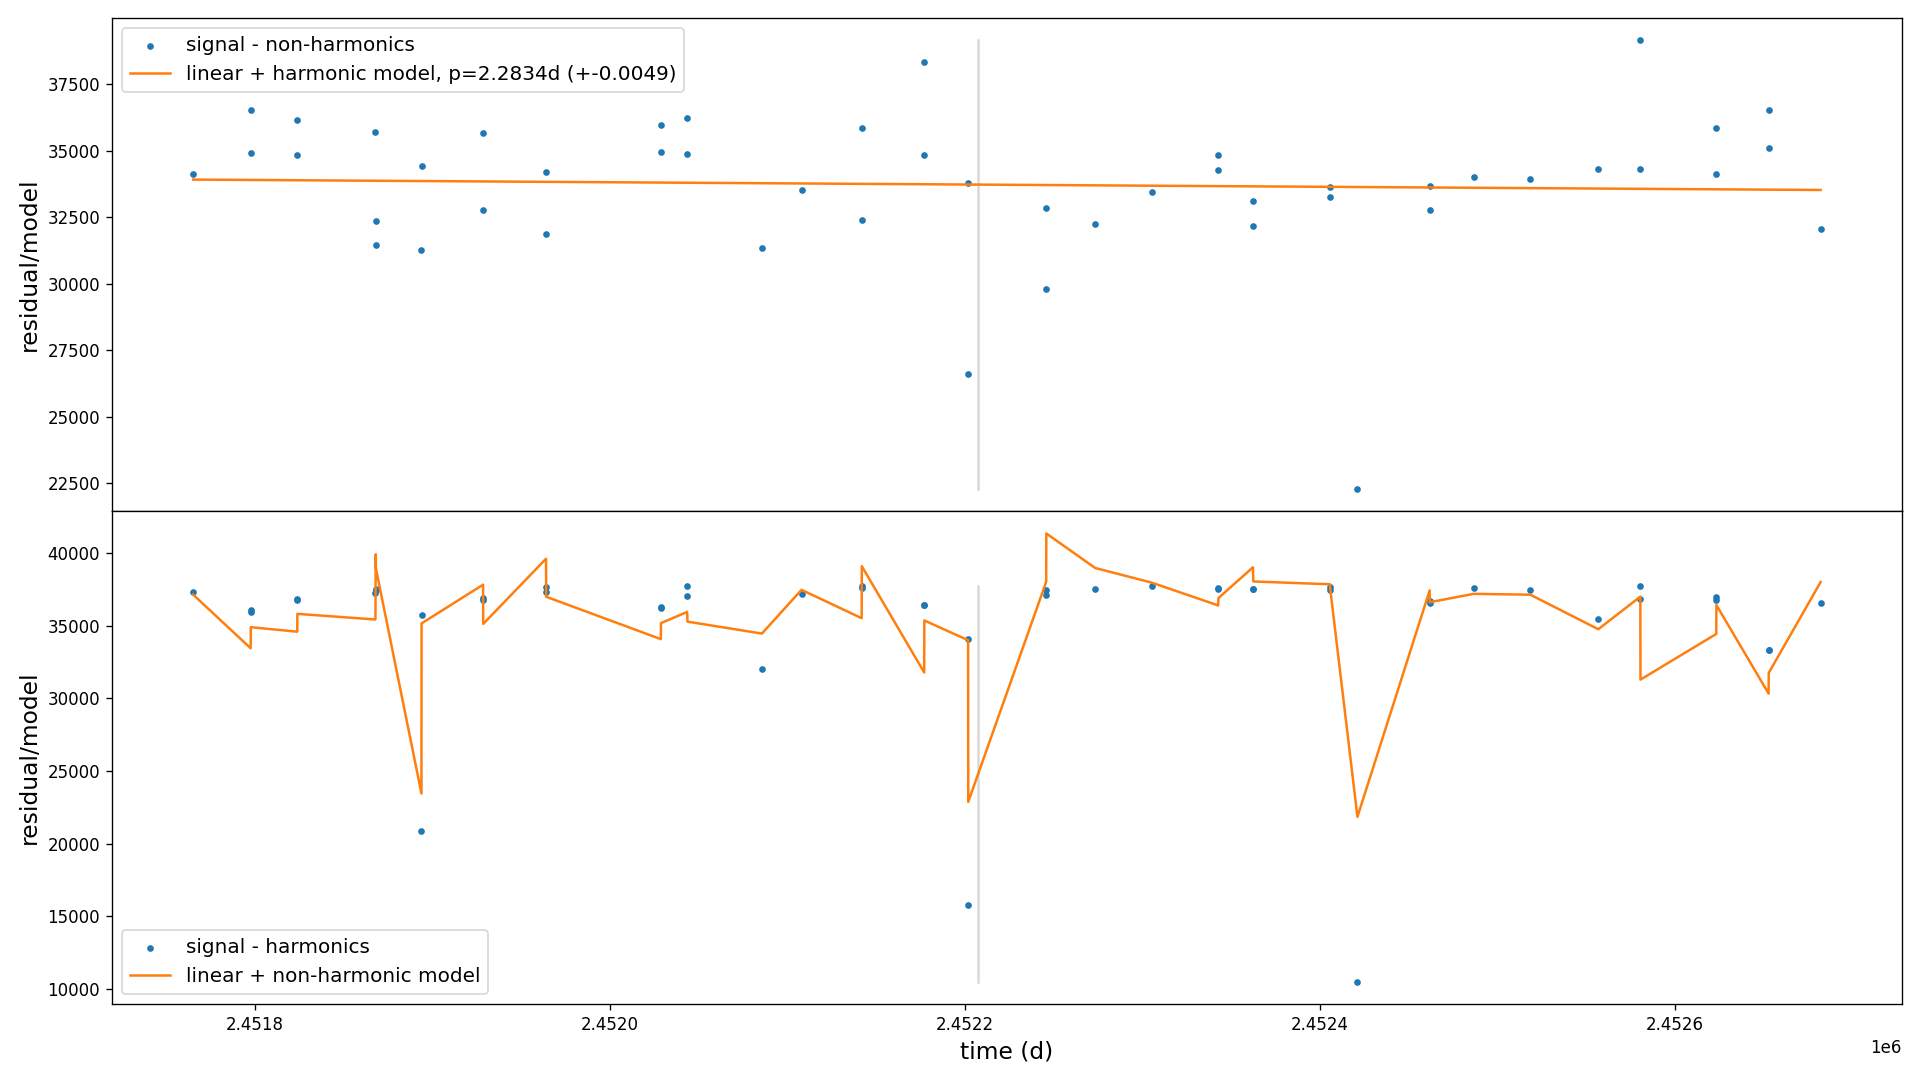 signal - non-harmonics
linear + harmonic model, p=2.2834d (+-0.0049)
37500
35000
32500
30000
27500
25000
22500
residual/model
40000
35000
30000
25000
20000
15000
10000
residual/model
signal - harmonics
linear + non-harmonic model
2.4518
2.4520
2.4522
2.4524
2.4526
1e6
time (d)